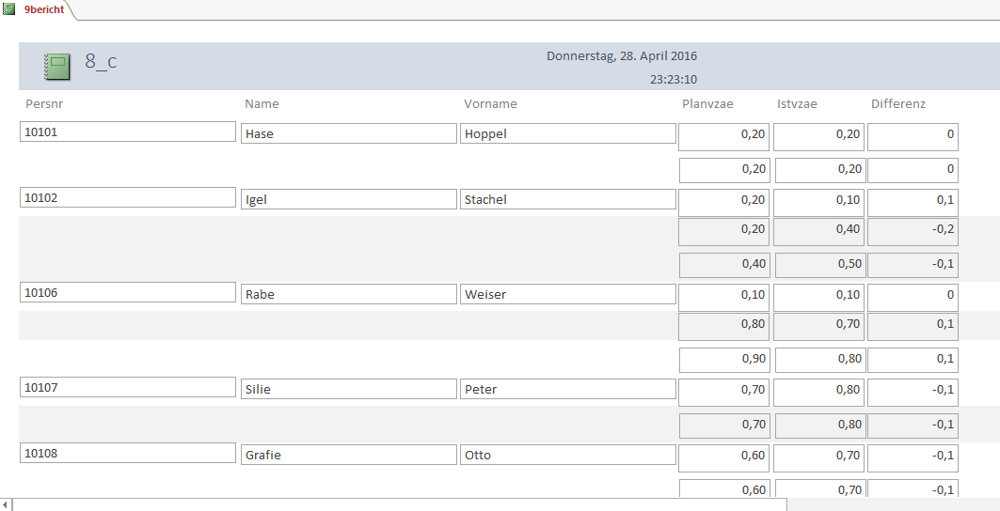 9bericht
8_c
Donnerstag, 28. April 2016
23:23:10
Persnr Name Vorname Planvzae Istvzae Differenz
10101 Hase Hoppel 0,20 0,20 0
0,20 0,20 0
10102 Igel Stachel 0,20 0,10 0,1
0,20 0,40 -0,2
0,40 0,50 -0,1
10106 Rabe Weiser 0,10 0,10 0
0,80 0,70 0,1
0,90 0,80 0,1
10107 Silie Peter 0,70 0,80 -0,1
0,70 0,80 -0,1
10108 Grafie Otto 0,60 0,70 -0,1
0,60 0,70 -0,1